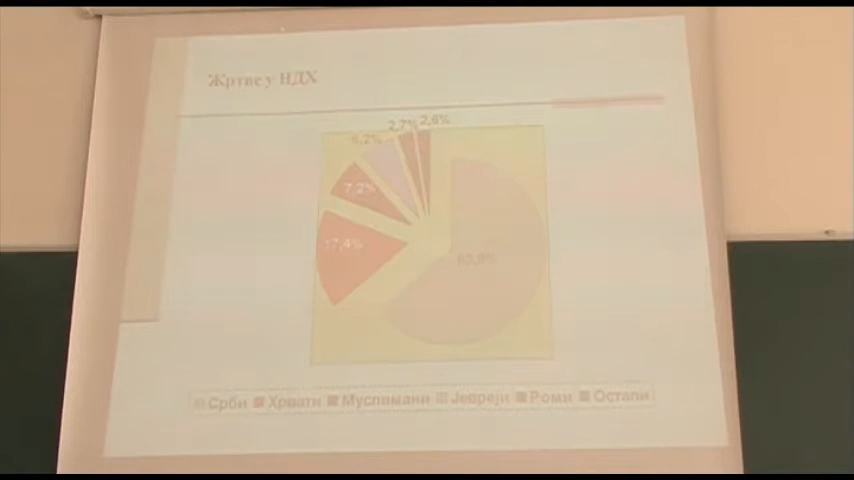 Жртве у НДХ
2,7% 2,6%
6,2%
7,2%
17,4%
63,9%
Срби Хрвати Муслимани Јевреји Роми Остали